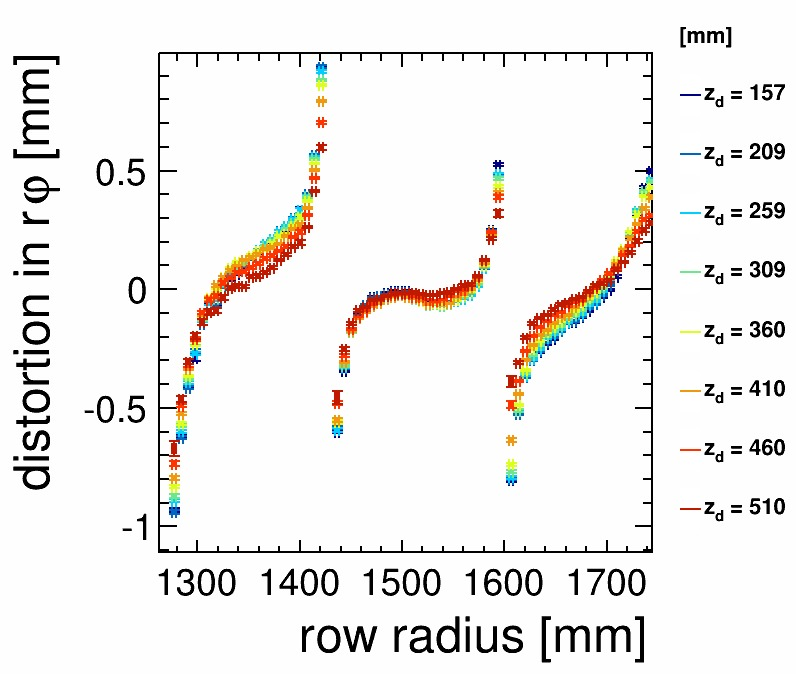 [mm]
distortion in rφ [mm]
0.5
0
-0.5
-1
1300 1400 1500 1600 1700
row radius [mm]
z_d = 157
z_d = 209
z_d = 259
z_d = 309
z_d = 360
z_d = 410
z_d = 460
z_d = 510